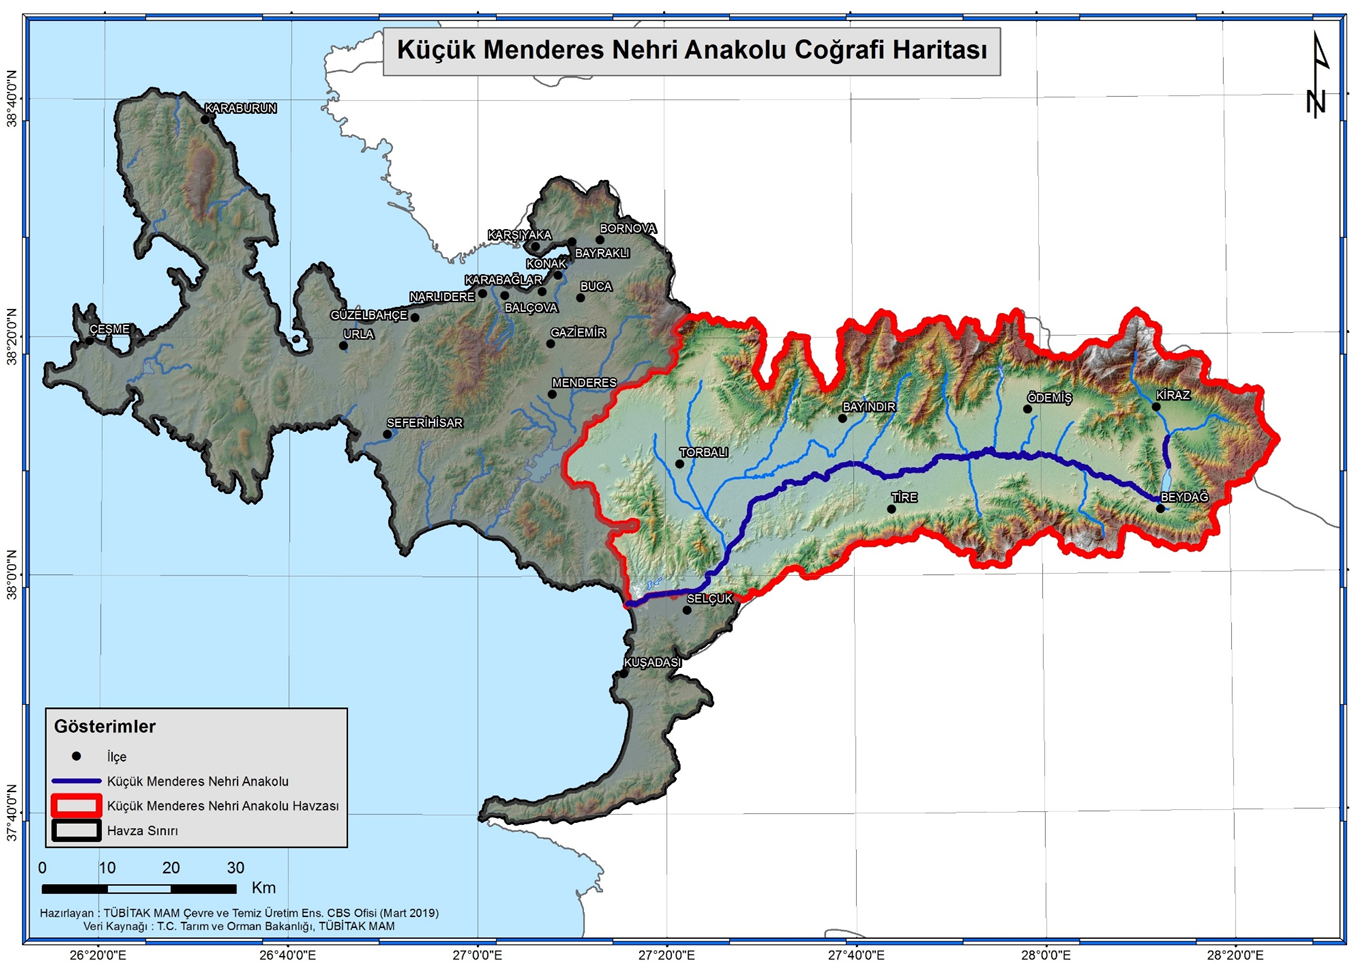 Küçük Menderes Nehri Anakolu Coğrafi Haritası
N
38°40'0"N
38°20'0"N
38°0'0"N
37°40'0"N
KARABURUN
KARŞIYAKA
BORNOVA
BAYRAKLI
KONAK
KARABAĞLAR
BUCA
NARLIDERE
BALÇOVA
GÜZELBAHÇE
ÇEŞME
URLA
GAZİEMİR
MENDERES
SEFERİHİSAR
TORBALI
BAYINDIR
ÖDEMİŞ
KİRAZ
TİRE
BEYDAĞ
SELÇUK
KUŞADASI
Gösterimler
İlçe
Küçük Menderes Nehri Anakolu
Küçük Menderes Nehri Anakolu Havzası
Havza Sınırı
0 10 20 30
Km
Hazırlayan : TÜBİTAK MAM Çevre ve Temiz Üretim Ens. CBS Ofisi (Mart 2019)
Veri Kaynağı : T.C. Tarım ve Orman Bakanlığı, TÜBİTAK MAM
26°20'0"E 26°40'0"E 27°0'0"E 27°20'0"E 27°40'0"E 28°0'0"E 28°20'0"E